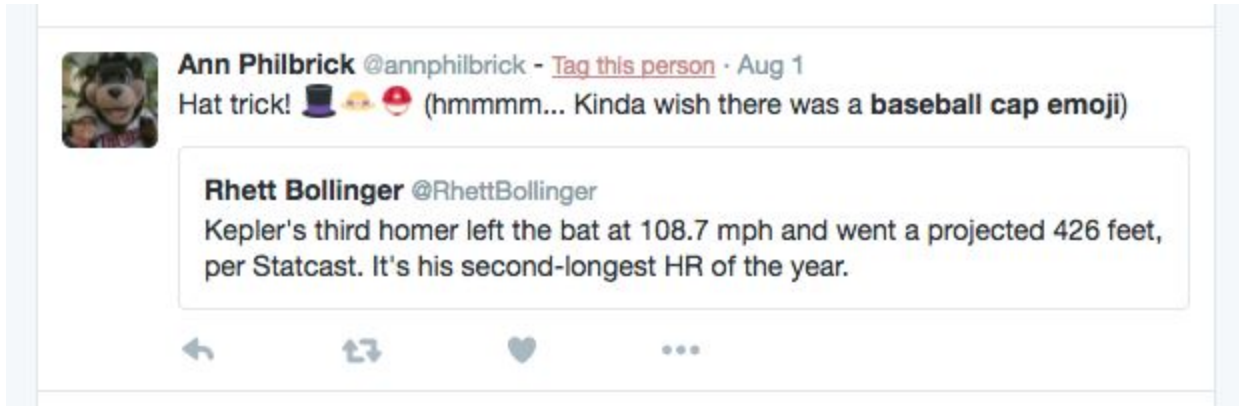 Ann Philbrick @annphilbrick - Tag this person · Aug 1
Hat trick! 🎩👒⛑ (hmmmm... Kinda wish there was a baseball cap emoji)
Rhett Bollinger @RhettBollinger
Kepler's third homer left the bat at 108.7 mph and went a projected 426 feet,
per Statcast. It's his second-longest HR of the year.